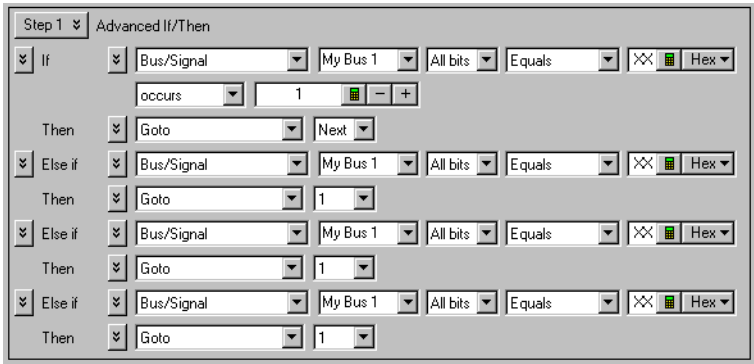 Step 1 Advanced If/Then
If Bus/Signal My Bus 1 All bits Equals XX Hex
occurs 1 − +
Then Goto Next
Else if Bus/Signal My Bus 1 All bits Equals XX Hex
Then Goto 1
Else if Bus/Signal My Bus 1 All bits Equals XX Hex
Then Goto 1
Else if Bus/Signal My Bus 1 All bits Equals XX Hex
Then Goto 1